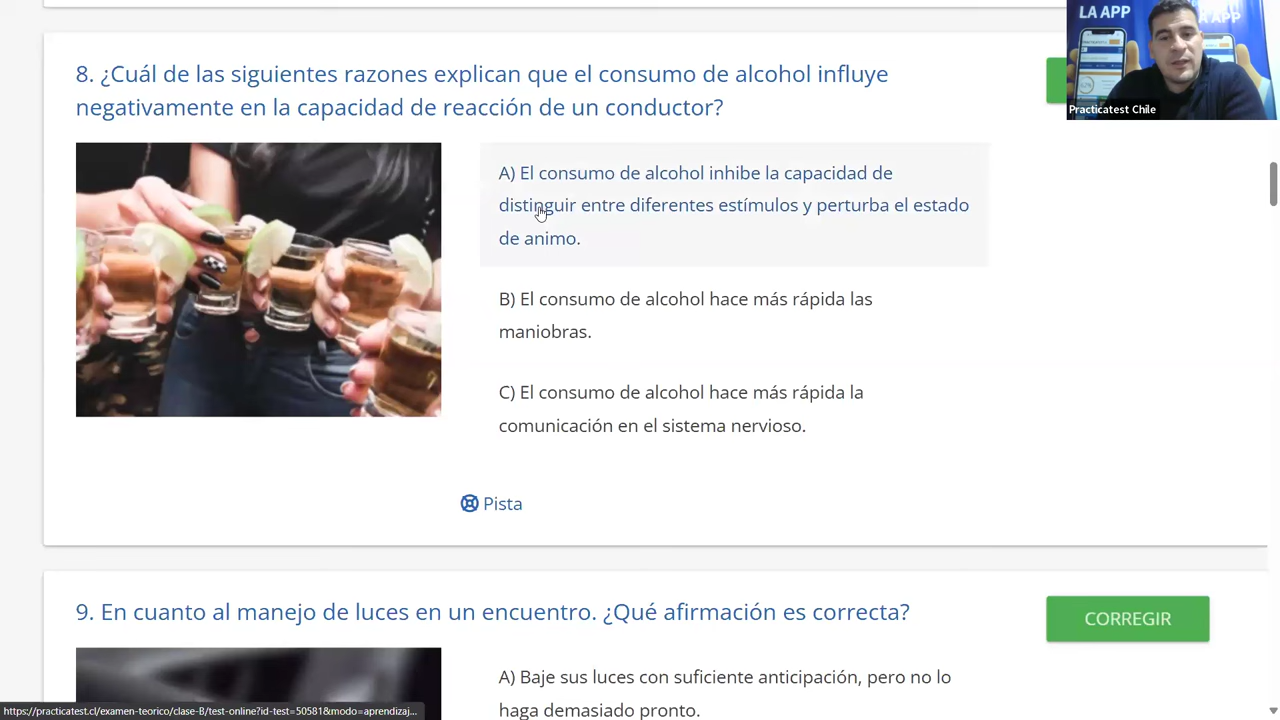 LA APP
APP
Practicatest Chile
8. ¿Cuál de las siguientes razones explican que el consumo de alcohol influye
negativamente en la capacidad de reacción de un conductor?
A) El consumo de alcohol inhibe la capacidad de
distinguir entre diferentes estímulos y perturba el estado
de animo.
B) El consumo de alcohol hace más rápida las
maniobras.
C) El consumo de alcohol hace más rápida la
comunicación en el sistema nervioso.
Pista
9. En cuanto al manejo de luces en un encuentro. ¿Qué afirmación es correcta?
CORREGIR
A) Baje sus luces con suficiente anticipación, pero no lo
haga demasiado pronto.
https://practicatest.cl/examen-teorico/clase-B/test-online?id-test=50581&modo=aprendizaj...